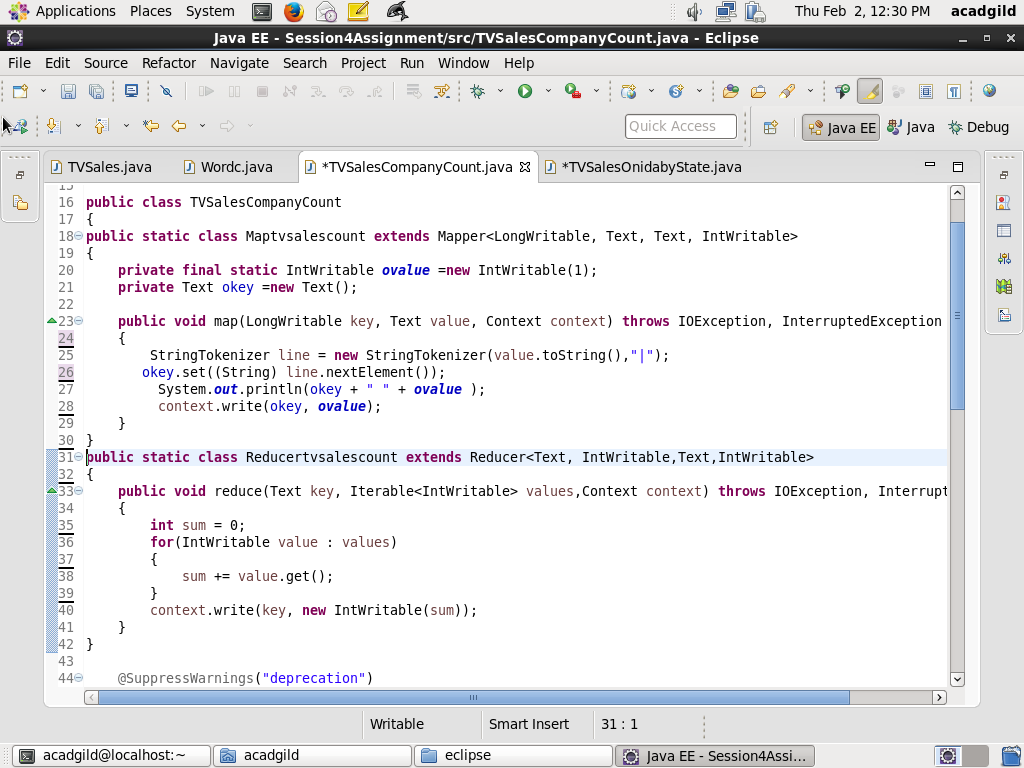 Applications Places System Thu Feb 2, 12:30 PM acadgild
Java EE - Session4Assignment/src/TVSalesCompanyCount.java - Eclipse
File Edit Source Refactor Navigate Search Project Run Window Help
Quick Access Java EE Java Debug
TVSales.java Wordc.java *TVSalesCompanyCount.java *TVSalesOnidabyState.java
15
16 public class TVSalesCompanyCount
17 {
18 public static class Maptvsalescount extends Mapper<LongWritable, Text, Text, IntWritable>
19 {
20 private final static IntWritable ovalue =new IntWritable(1);
21 private Text okey =new Text();
22
23 public void map(LongWritable key, Text value, Context context) throws IOException, InterruptedException
24 {
25 StringTokenizer line = new StringTokenizer(value.toString(),"|");
26 okey.set((String) line.nextElement());
27 System.out.println(okey + " " + ovalue );
28 context.write(okey, ovalue);
29 }
30 }
31 public static class Reducertvsalescount extends Reducer<Text, IntWritable,Text,IntWritable>
32 {
33 public void reduce(Text key, Iterable<IntWritable> values,Context context) throws IOException, Interrupt
34 {
35 int sum = 0;
36 for(IntWritable value : values)
37 {
38 sum += value.get();
39 }
40 context.write(key, new IntWritable(sum));
41 }
42 }
43
44 @SuppressWarnings("deprecation")
Writable Smart Insert 31 : 1
acadgild@localhost:~ acadgild eclipse Java EE - Session4Assi...